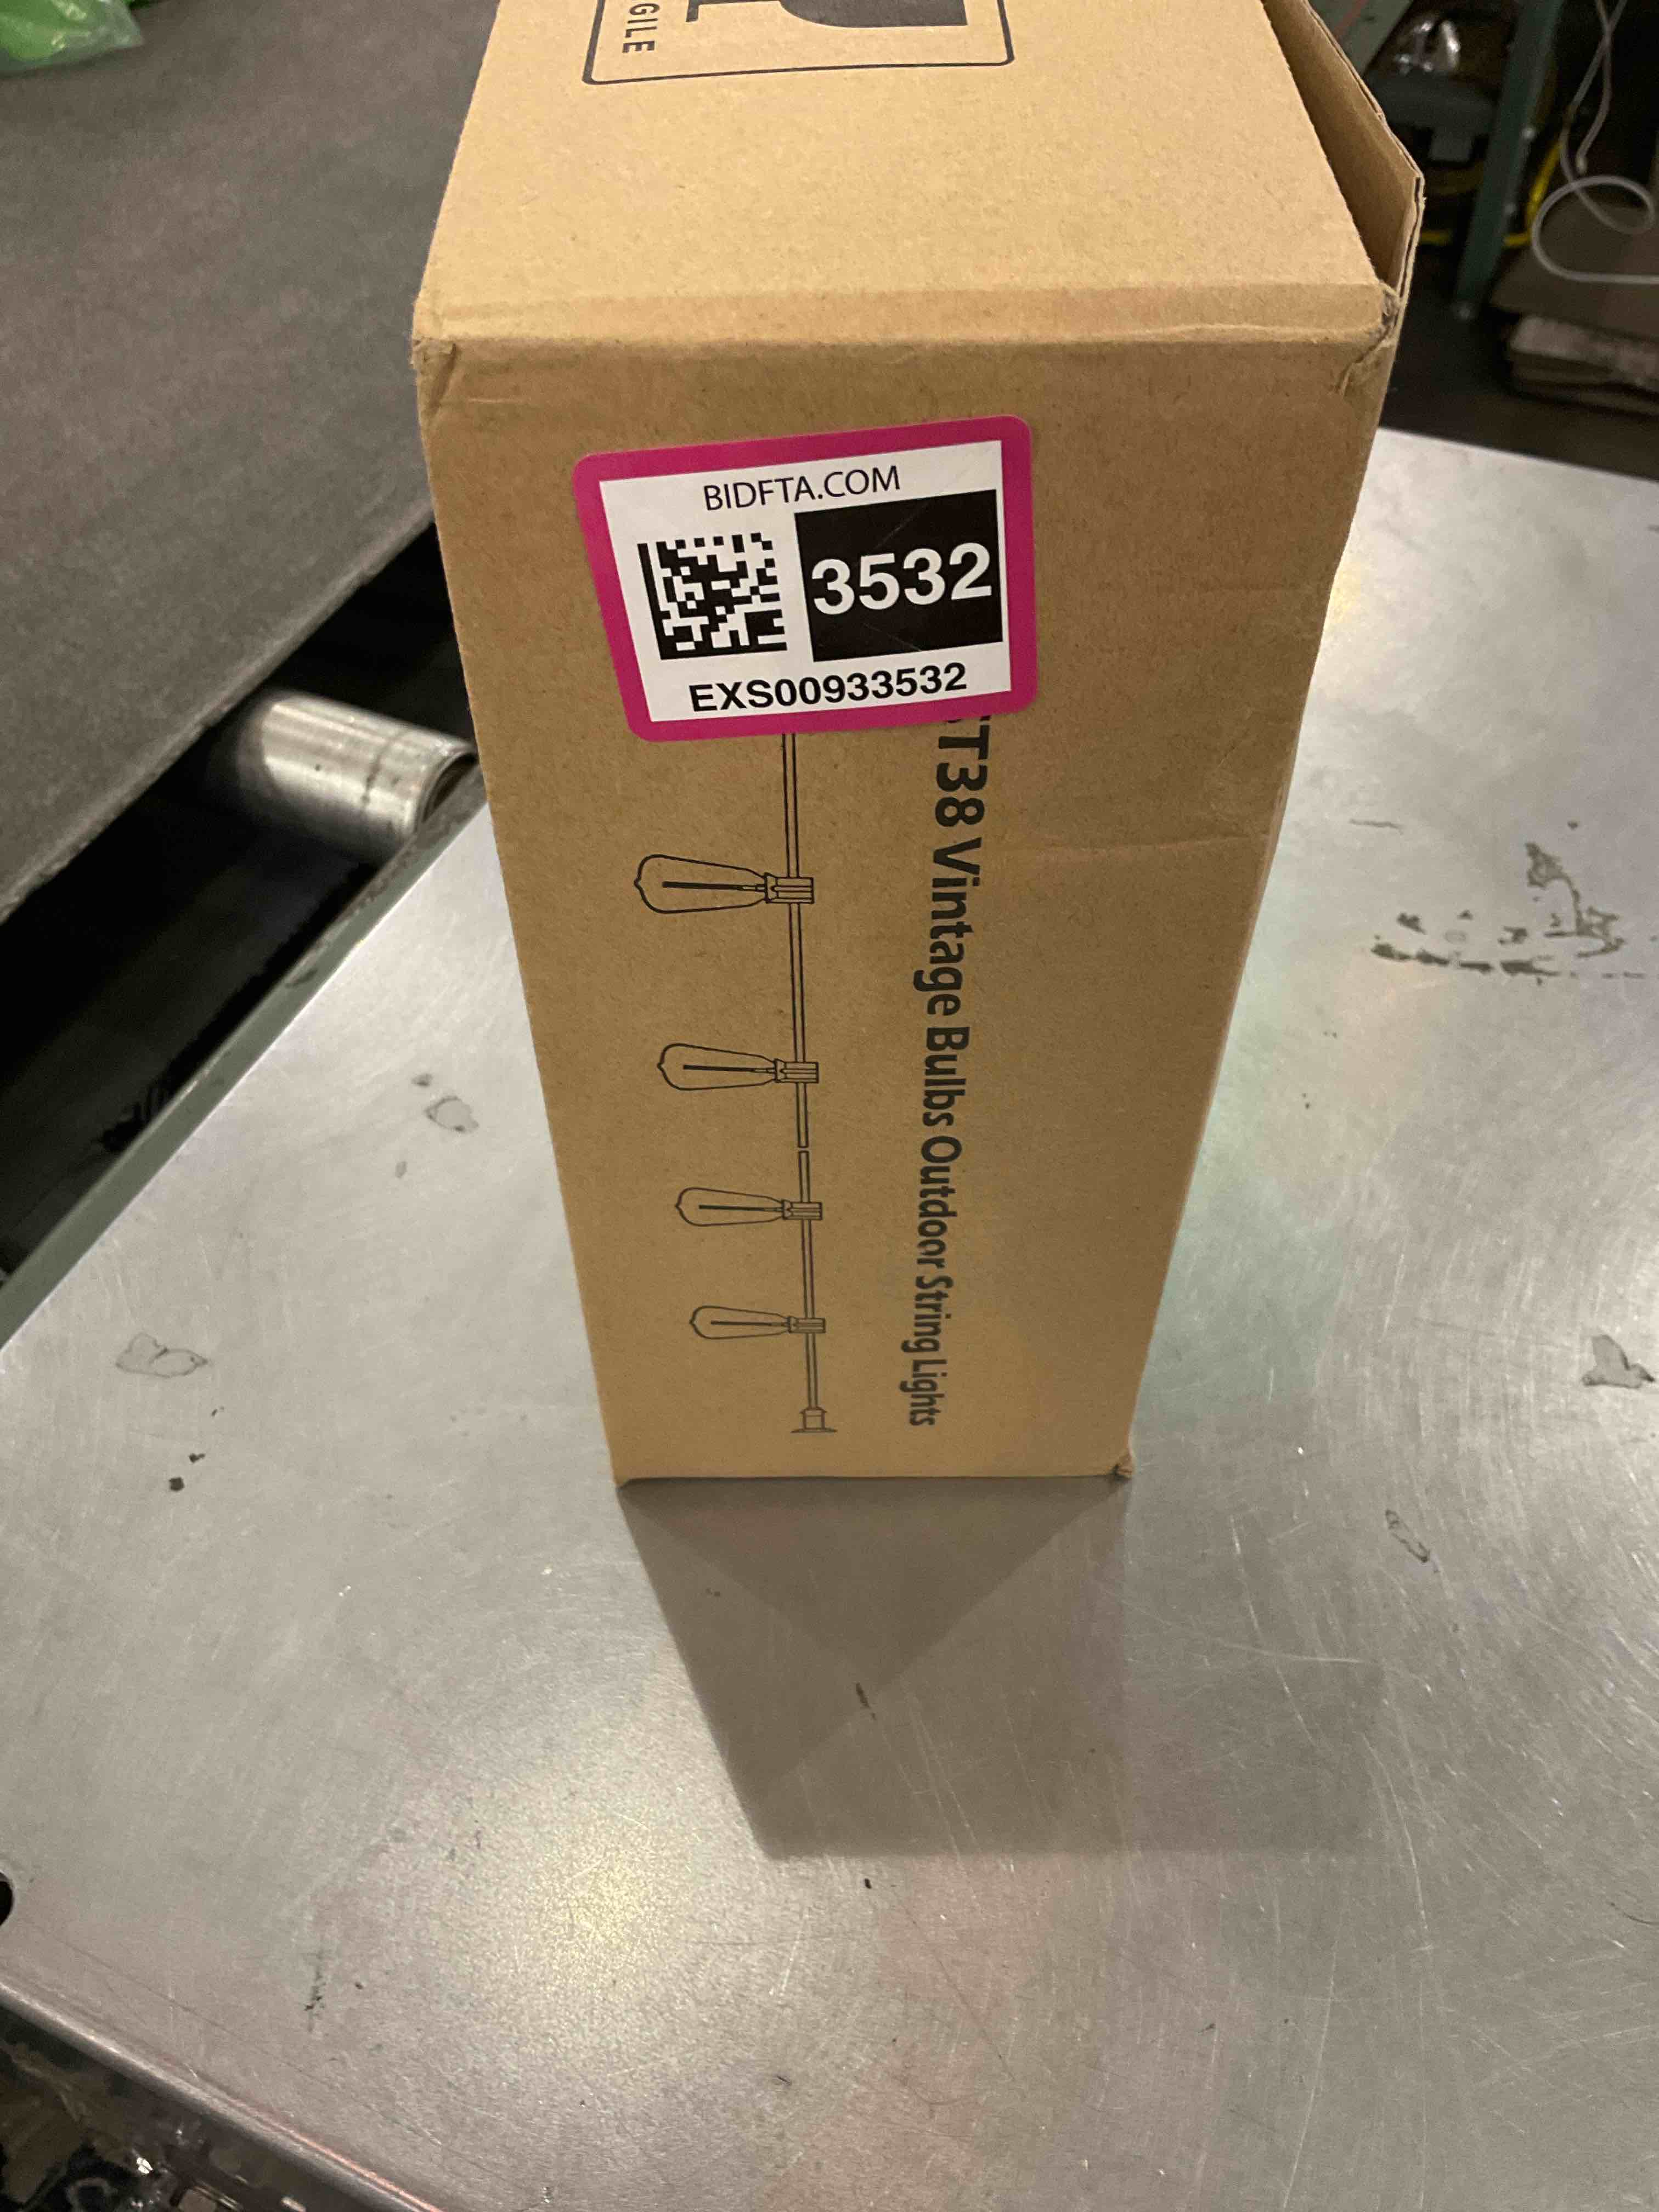 GILE
BIDFTA.COM
3532
EXS00933532
T38 Vintage Bulbs Outdoor String Lights